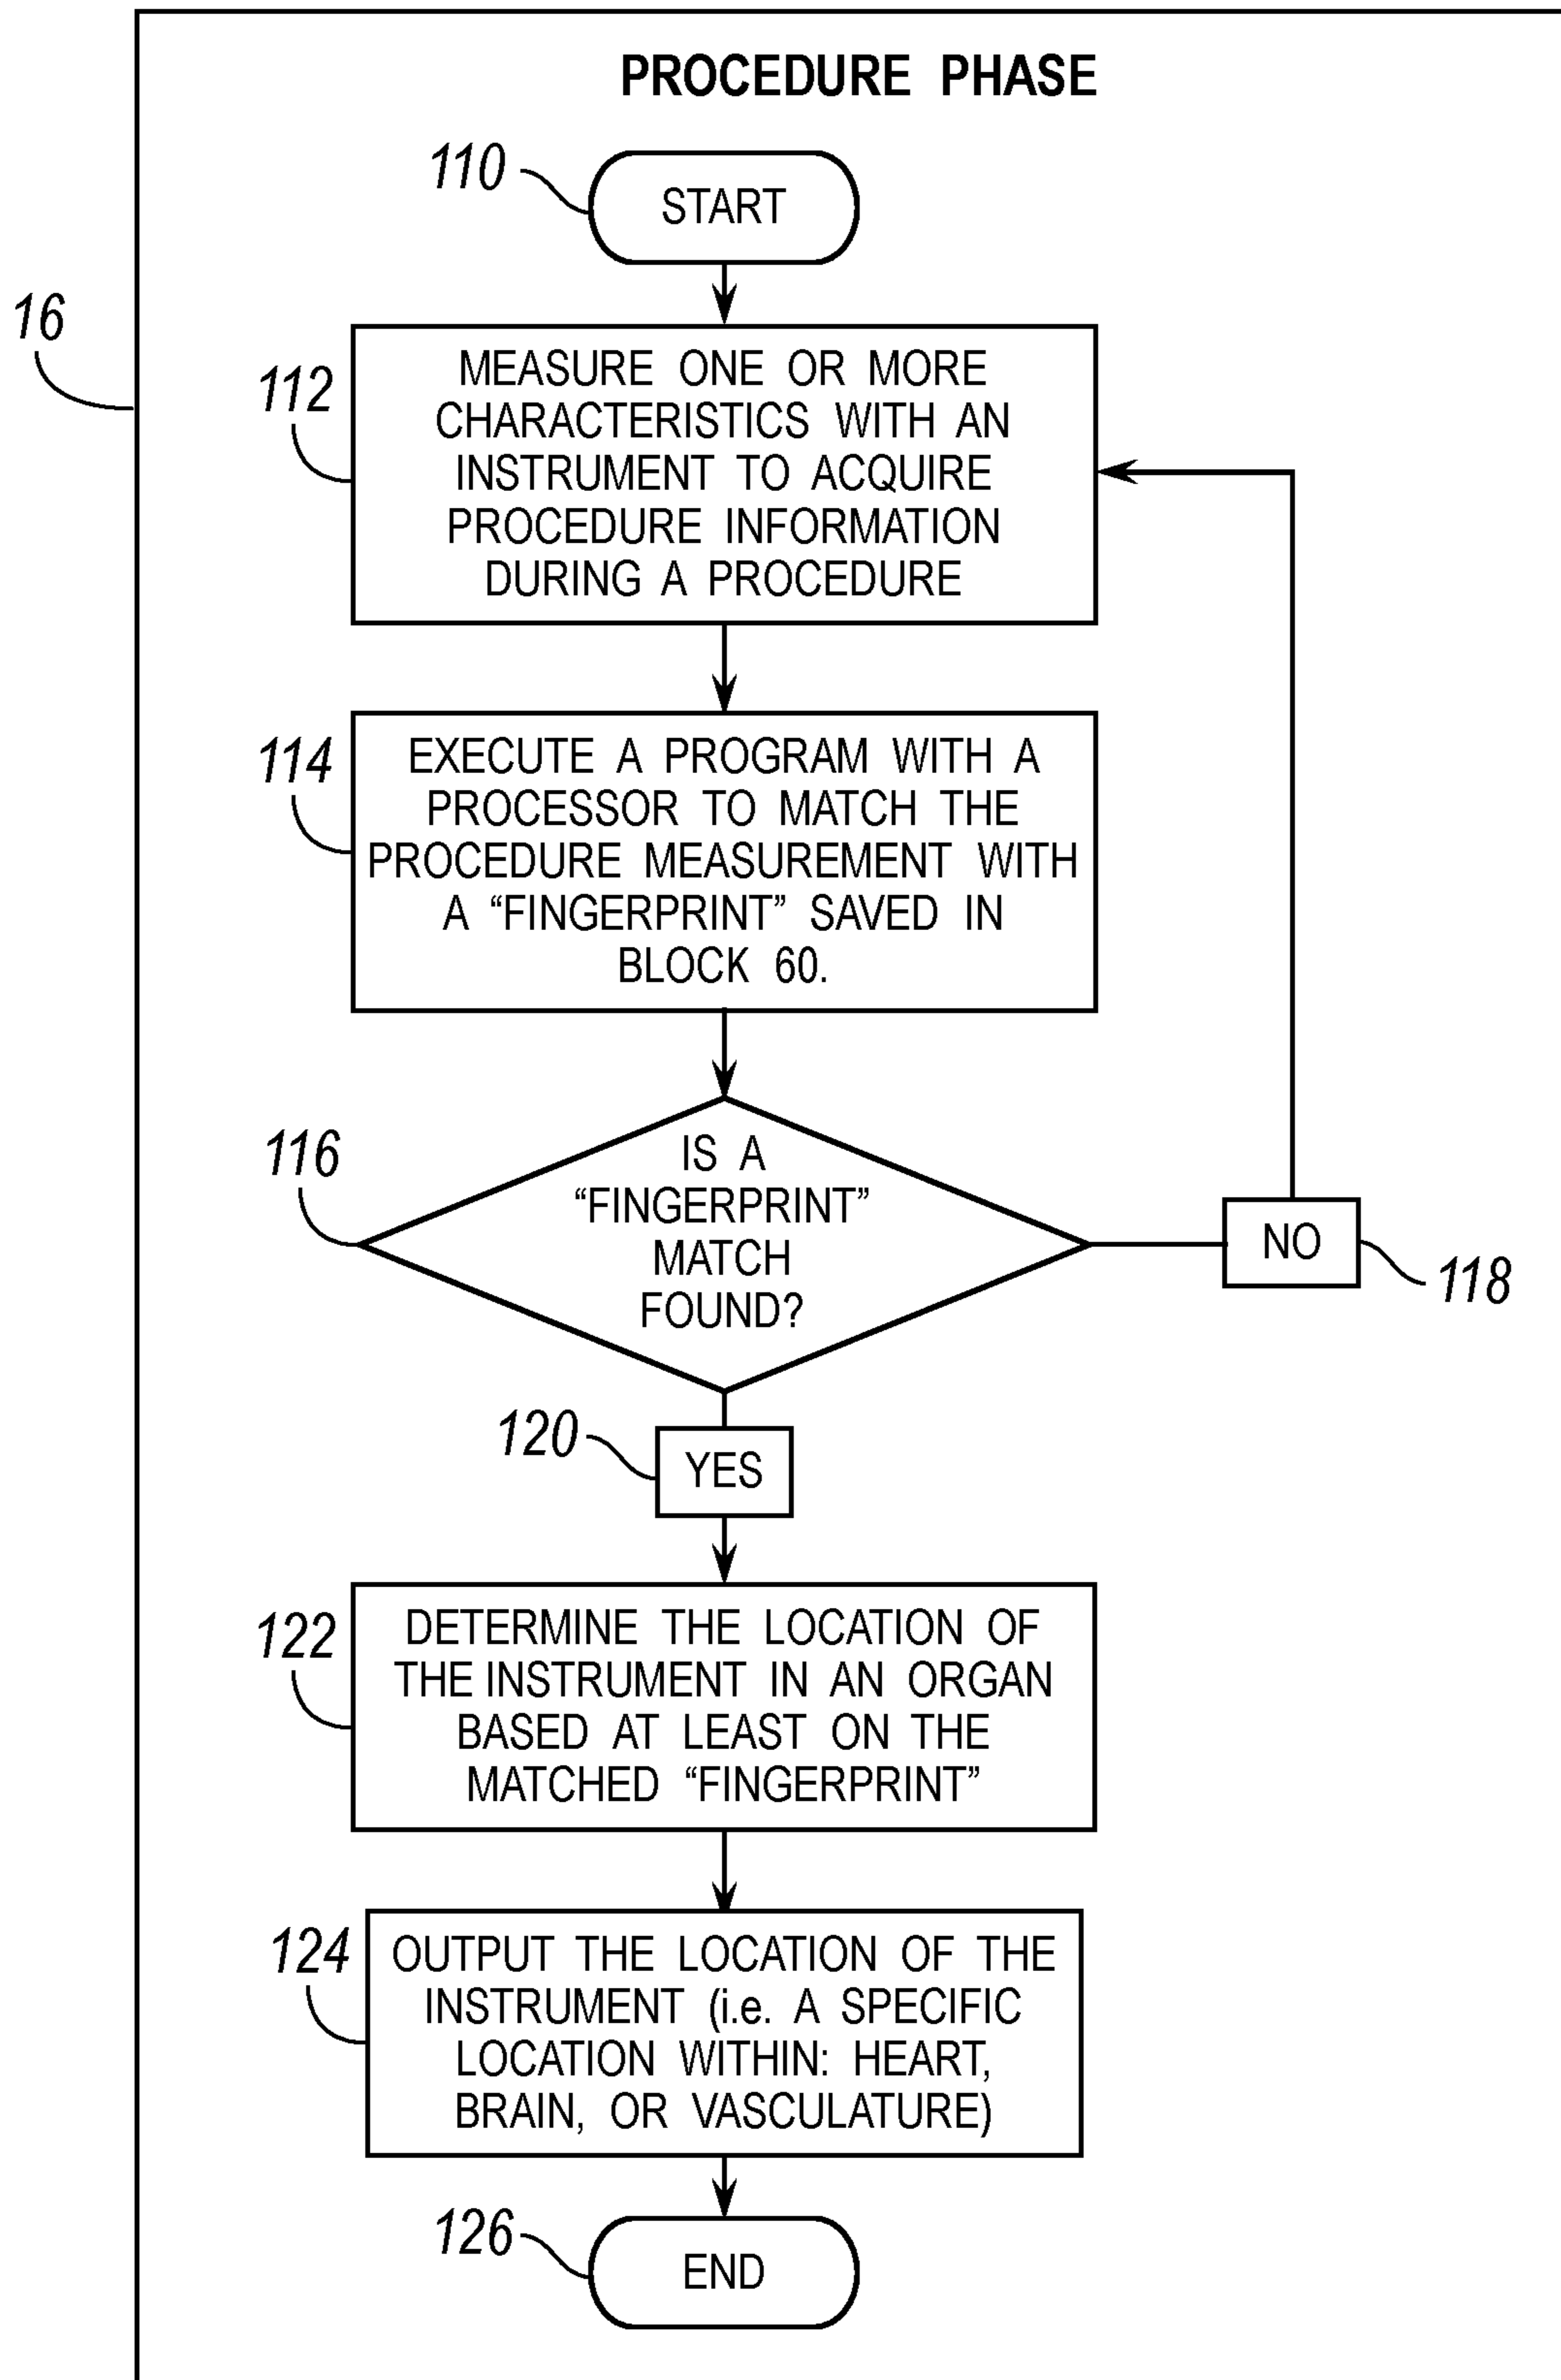 PROCEDURE PHASE
110
START
16
112
MEASURE ONE OR MORE
CHARACTERISTICS WITH AN
INSTRUMENT TO ACQUIRE
PROCEDURE INFORMATION
DURING A PROCEDURE
114
EXECUTE A PROGRAM WITH A
PROCESSOR TO MATCH THE
PROCEDURE MEASUREMENT WITH
A “FINGERPRINT” SAVED IN
BLOCK 60.
116
IS A
“FINGERPRINT”
MATCH
FOUND?
NO
118
120
YES
122
DETERMINE THE LOCATION OF
THE INSTRUMENT IN AN ORGAN
BASED AT LEAST ON THE
MATCHED “FINGERPRINT”
124
OUTPUT THE LOCATION OF THE
INSTRUMENT (i.e. A SPECIFIC
LOCATION WITHIN: HEART,
BRAIN, OR VASCULATURE)
126
END